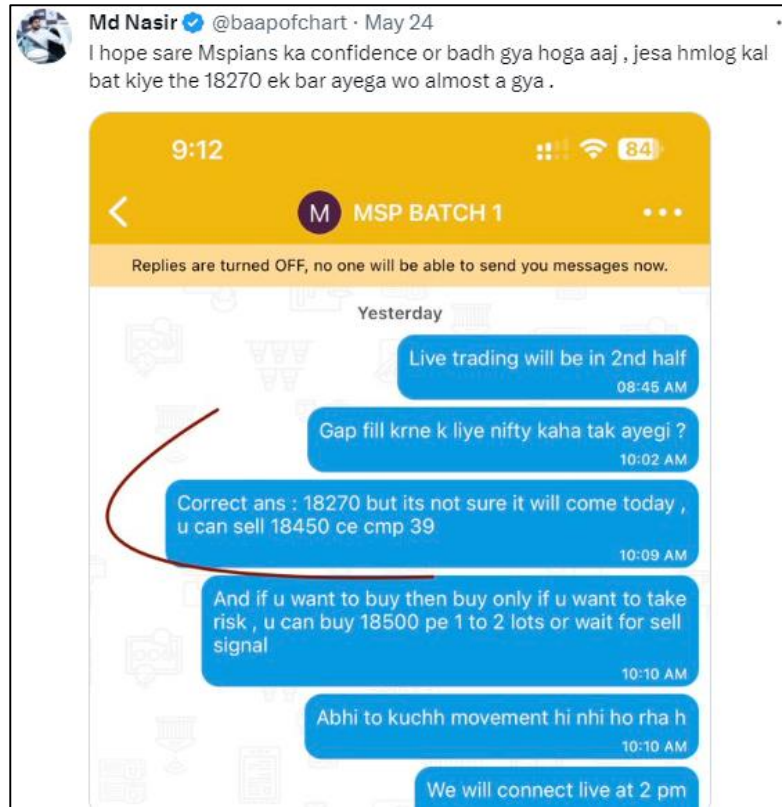 Md Nasir @baapofchart · May 24
I hope sare Mspians ka confidence or badh gya hoga aaj , jesa hmlog kal
bat kiye the 18270 ek bar ayega wo almost a gya .
9:12
84
M MSP BATCH 1
Replies are turned OFF, no one will be able to send you messages now.
Yesterday
Live trading will be in 2nd half
08:45 AM
Gap fill krne k liye nifty kaha tak ayegi ?
10:02 AM
Correct ans : 18270 but its not sure it will come today ,
u can sell 18450 ce cmp 39
10:09 AM
And if u want to buy then buy only if u want to take
risk , u can buy 18500 pe 1 to 2 lots or wait for sell
signal
10:10 AM
Abhi to kuchh movement hi nhi ho rha h
10:10 AM
We will connect live at 2 pm